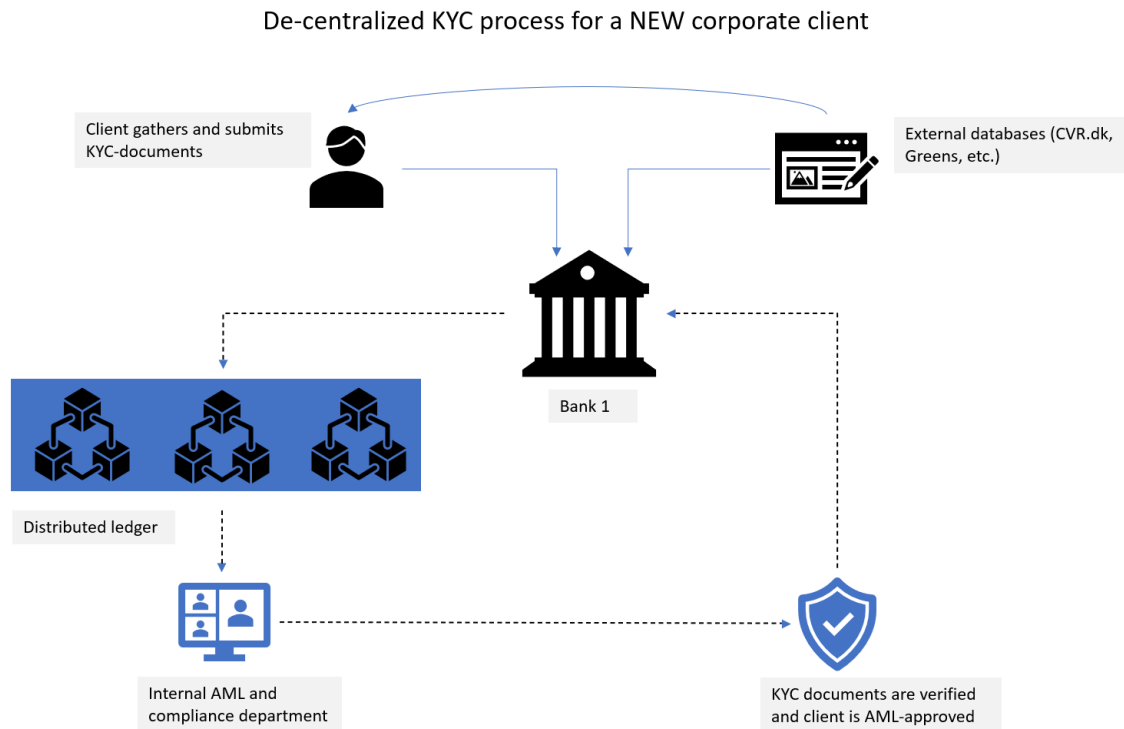 De-centralized KYC process for a NEW corporate client
Client gathers and submits
KYC-documents
External databases (CVR.dk,
Greens, etc.)
Bank 1
Distributed ledger
Internal AML and
compliance department
KYC documents are verified
and client is AML-approved